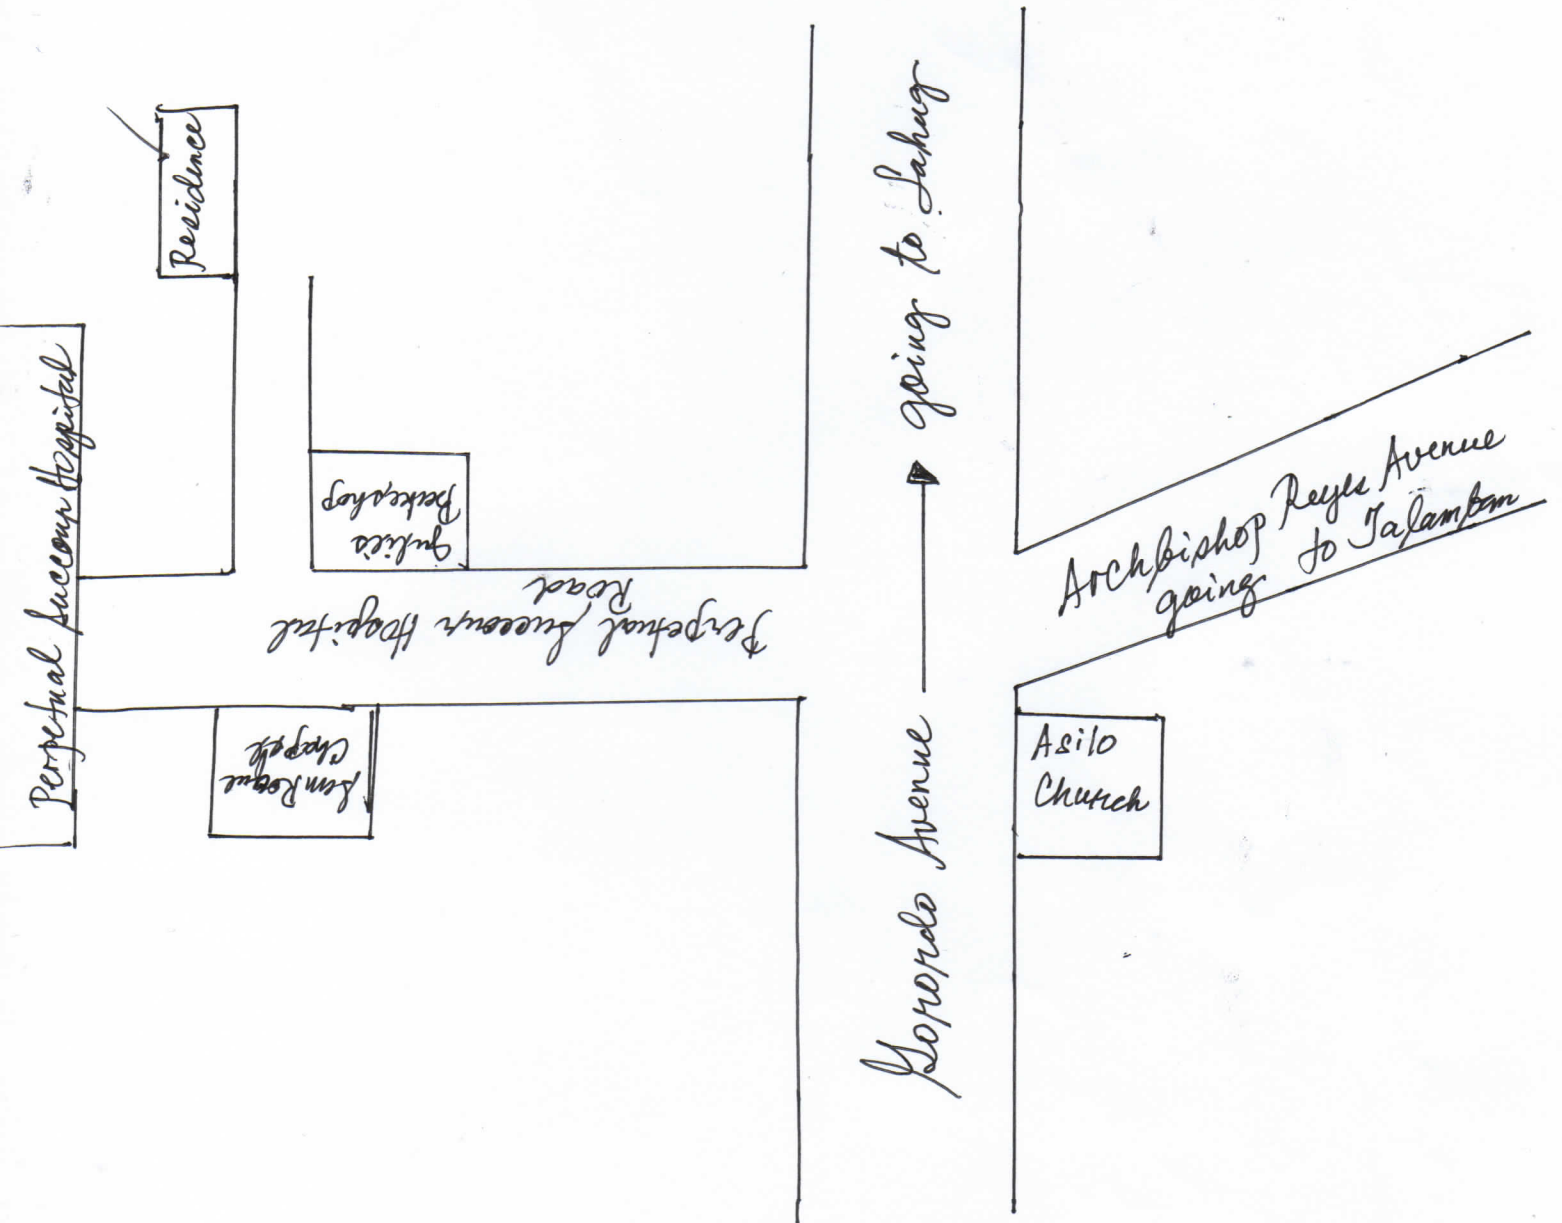 Residence
Perpetual Succour Hospital
Julies
Bakeshop
Perpetual Succour Hospital
Road
San Roque
Chapel
Gorordo Avenue
going to Lahug
Archbishop Reyes Avenue
going to Talamban
Asilo
Church